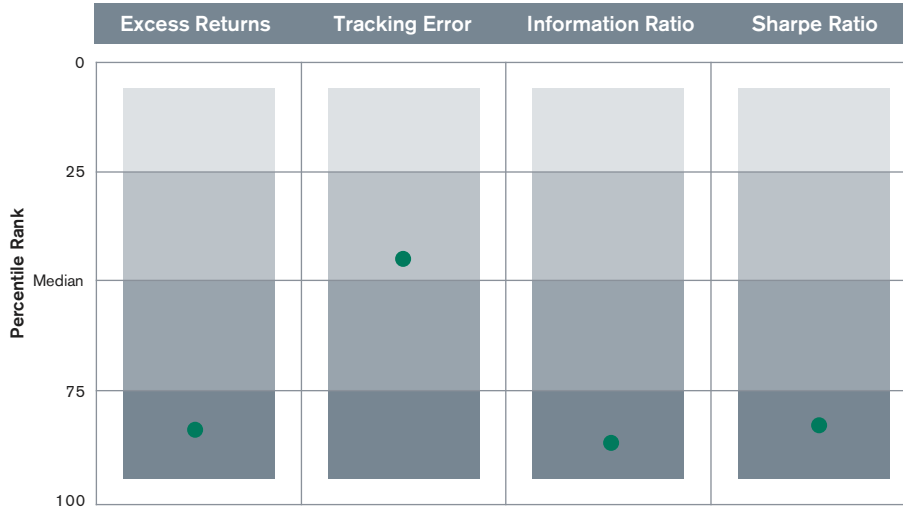 Excess Returns Tracking Error Information Ratio Sharpe Ratio
0
25
Median
75
100
Percentile Rank